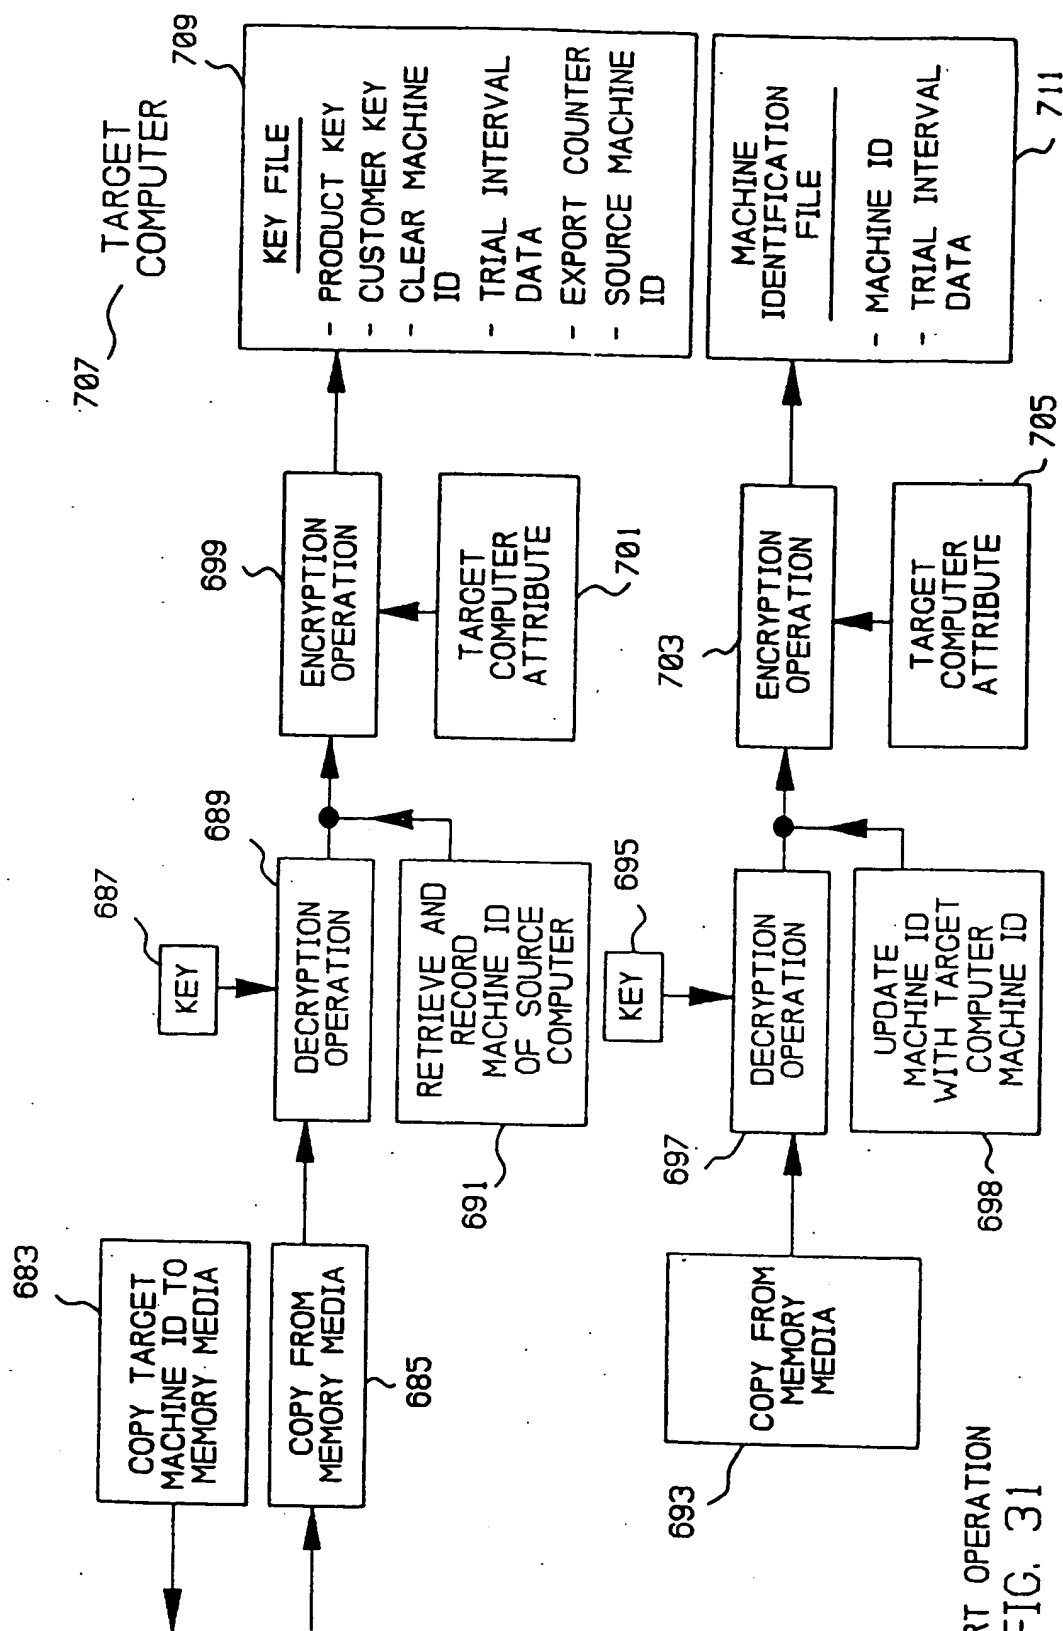 707
TARGET
COMPUTER
683
COPY TARGET
MACHINE ID TO
MEMORY MEDIA
COPY FROM
MEMORY MEDIA
685
687
KEY
689
DECRYPTION
OPERATION
RETRIEVE AND
RECORD
MACHINE ID
OF SOURCE
COMPUTER
691
699
ENCRYPTION
OPERATION
TARGET
COMPUTER
ATTRIBUTE
701
709
KEY FILE
- PRODUCT KEY
- CUSTOMER KEY
- CLEAR MACHINE
ID
- TRIAL INTERVAL
DATA
- EXPORT COUNTER
- SOURCE MACHINE
ID
693
COPY FROM
MEMORY
MEDIA
KEY
695
697
DECRYPTION
OPERATION
UPDATE
MACHINE ID
WITH TARGET
COMPUTER
MACHINE ID
698
703
ENCRYPTION
OPERATION
TARGET
COMPUTER
ATTRIBUTE
705
MACHINE
IDENTIFICATION
FILE
- MACHINE ID
- TRIAL INTERVAL
DATA
711
RT OPERATION
FIG. 31